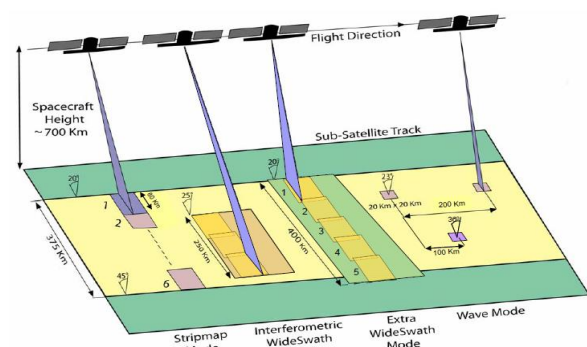 Flight Direction
Spacecraft
Height
~700 Km
Sub-Satellite Track
20°
1
80 Km
2
25°
20°
1
2
3
4
5
23°
20 Km
20 Km
200 Km
36°
100 Km
375 Km
250 Km
400 Km
45°
6
Stripmap
Interferometric
WideSwath
Extra
WideSwath
Mode
Wave Mode